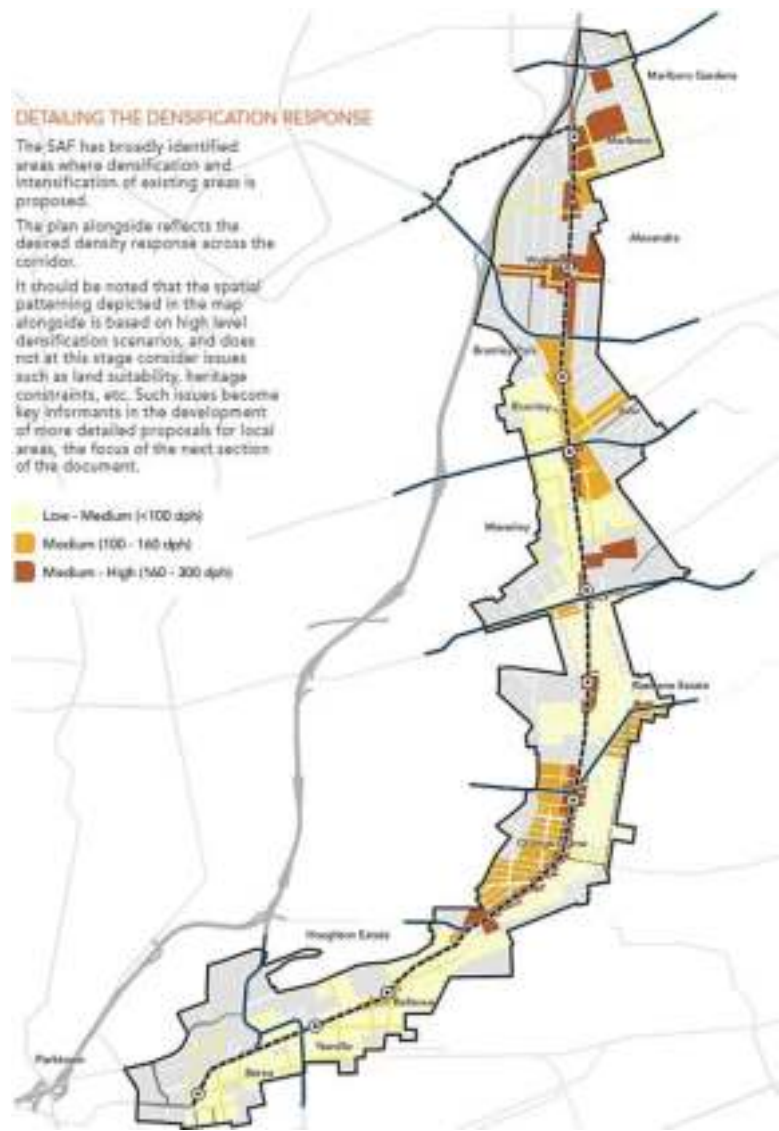 DETAILING THE DENSIFICATION RESPONSE
The SAF has broadly identified
areas where densification and
intensification of existing areas is
proposed.
The plan alongside reflects the
desired density response across the
corridor.
It should be noted that the spatial
patterning depicted in the map
alongside is based on high level
densification scenarios, and does
not at this stage consider issues
such as land suitability, heritage
constraints, etc. Such issues become
key informants in the development
of more detailed proposals for local
areas, the focus of the next section
of the document.
Low - Medium (<100 dph)
Medium (100 - 160 dph)
Medium - High (160 - 300 dph)
Marlboro Gardens
Marlboro
Alexandra
Bramley Park
Bramley
Kew
Waverley
Houghton Estate
Bellevue
Yeoville
Berea
Parktown